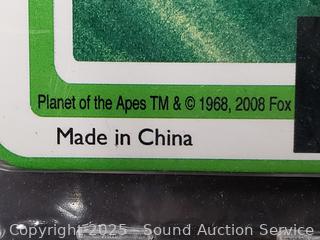 Planet of the Apes TM & © 1968, 2008 Fox
Made in China
Copyright 2025 - Sound Auction Service